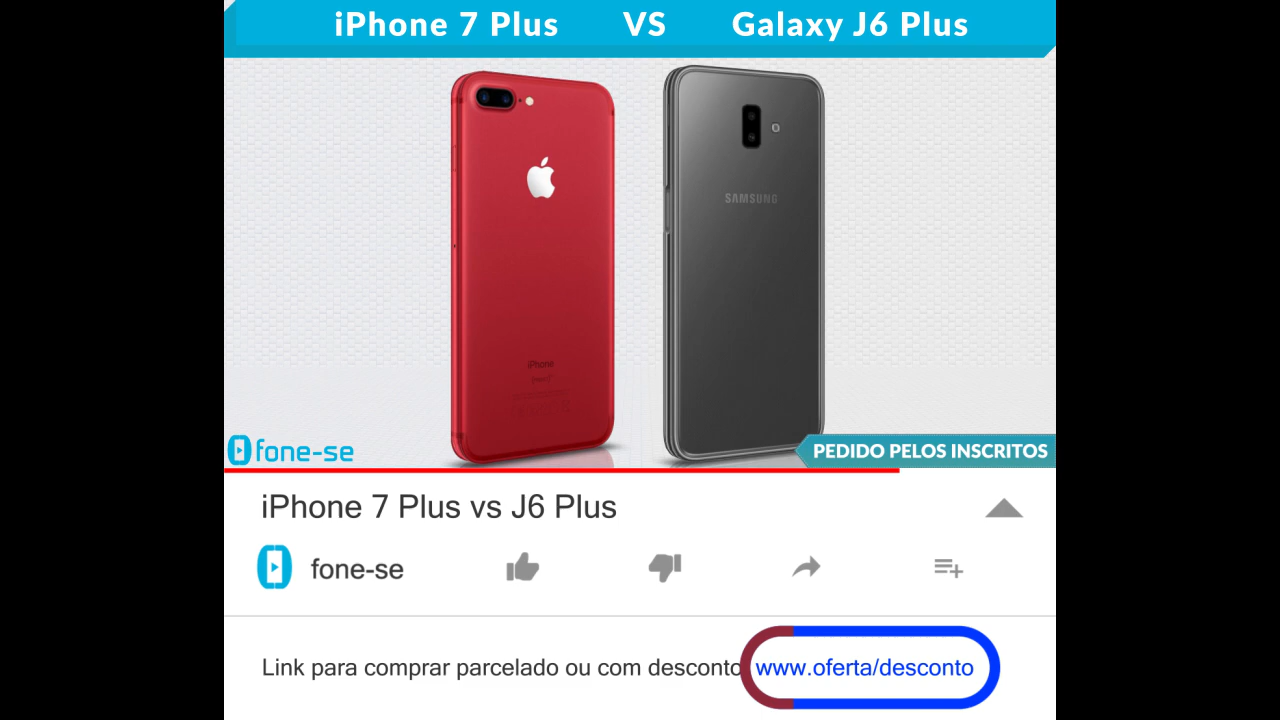 iPhone 7 Plus VS Galaxy J6 Plus
SAMSUNG
iPhone
fone-se
PEDIDO PELOS INSCRITOS
iPhone 7 Plus vs J6 Plus
fone-se
Link para comprar parcelado ou com desconto www.oferta/desconto